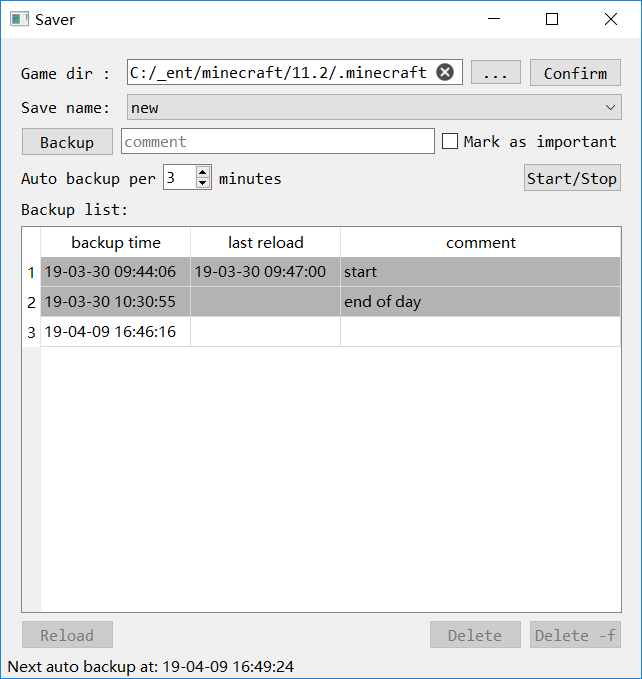 Saver
Game dir : C:/_ent/minecraft/11.2/.minecraft ... Confirm
Save name: new
Backup comment Mark as important
Auto backup per 3 minutes Start/Stop
Backup list:
backup time last reload comment
1 19-03-30 09:44:06 19-03-30 09:47:00 start
2 19-03-30 10:30:55 end of day
3 19-04-09 16:46:16
Reload Delete Delete -f
Next auto backup at: 19-04-09 16:49:24